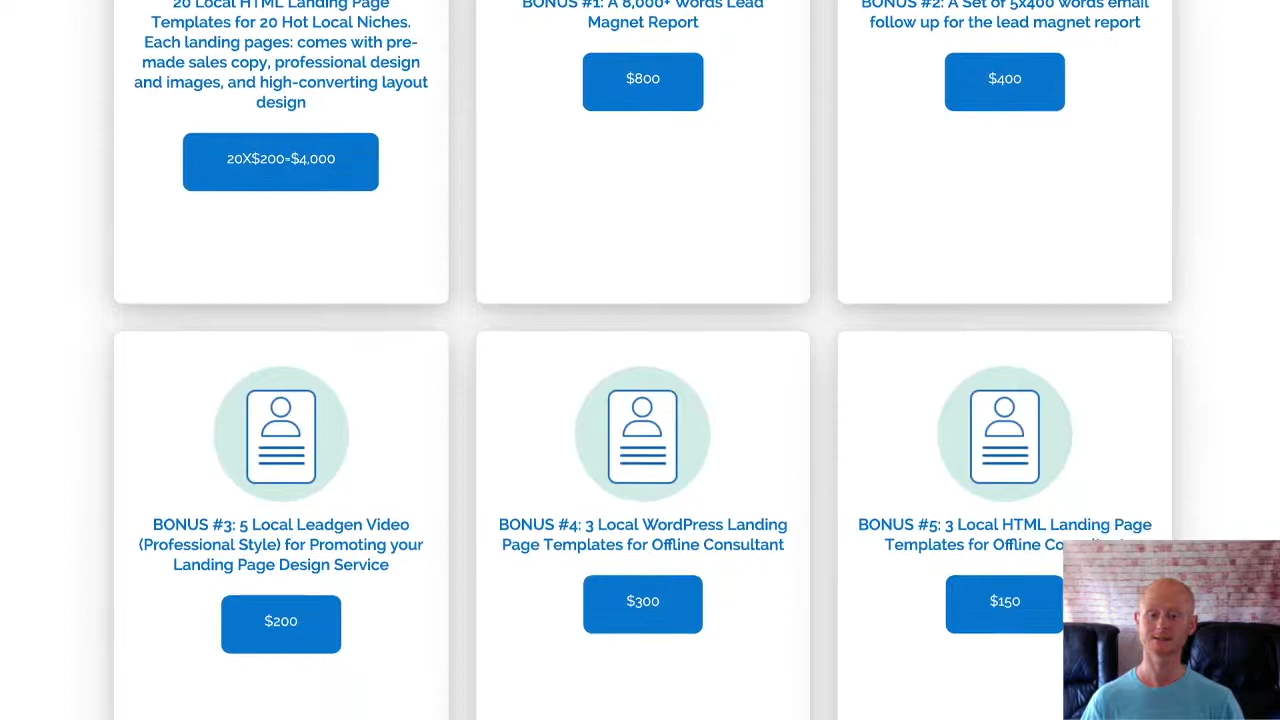 20 Local HTML Landing Page
Templates for 20 Hot Local Niches.
Each landing pages: comes with pre-
made sales copy, professional design
and images, and high-converting layout
design
20X$200=$4,000
BONUS #1: A 8,000+ Words Lead
Magnet Report
$800
BONUS #2: A Set of 5x400 words email
follow up for the lead magnet report
$400
BONUS #3: 5 Local Leadgen Video
(Professional Style) for Promoting your
Landing Page Design Service
$200
BONUS #4: 3 Local WordPress Landing
Page Templates for Offline Consultant
$300
BONUS #5: 3 Local HTML Landing Page
Templates for Offline
$150